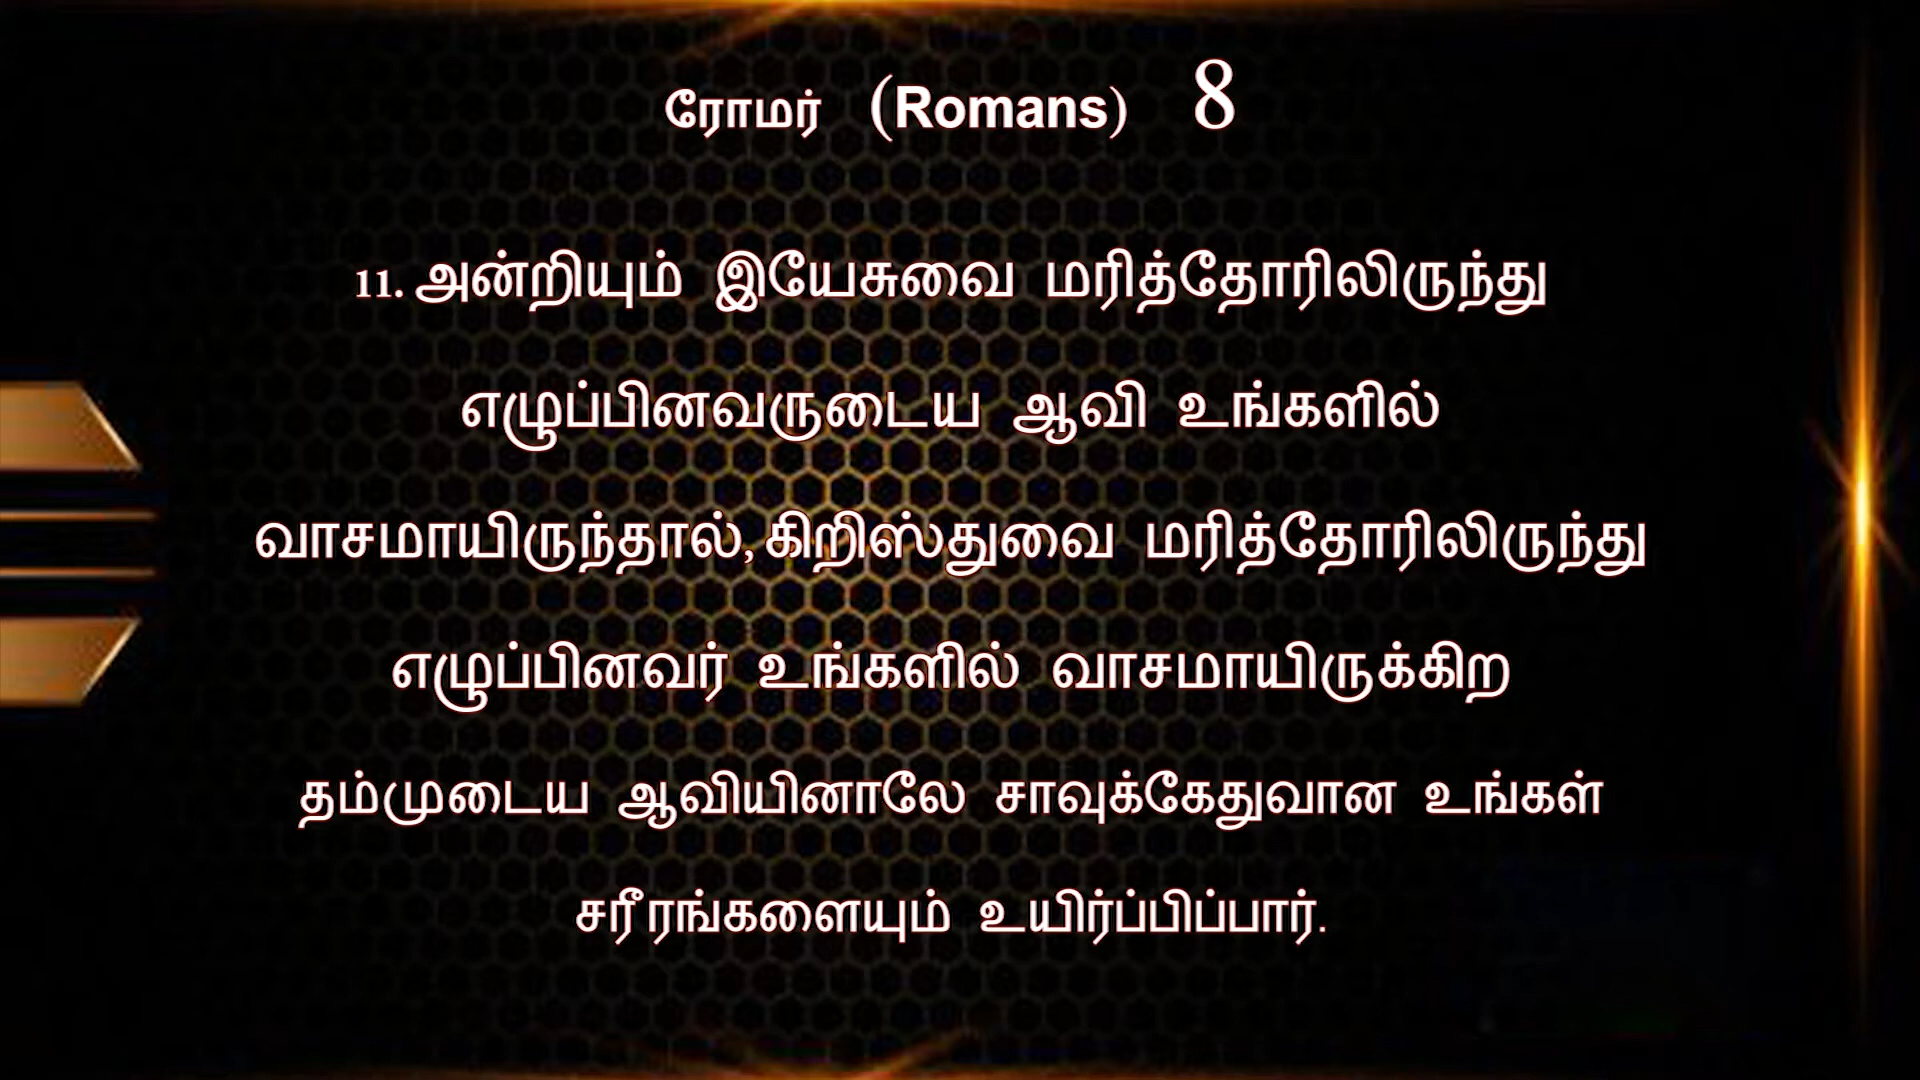 ரோமர் (Romans) 8
11. அன்றியும் இயேசுவை மரித்தோரிலிருந்து
எழுப்பினவருடைய ஆவி உங்களில்
வாசமாயிருந்தால், கிறிஸ்துவை மரித்தோரிலிருந்து
எழுப்பினவர் உங்களில் வாசமாயிருக்கிற
தம்முடைய ஆவியினாலே சாவுக்கேதுவான உங்கள்
சரீரங்களையும் உயிர்ப்பிப்பார்.